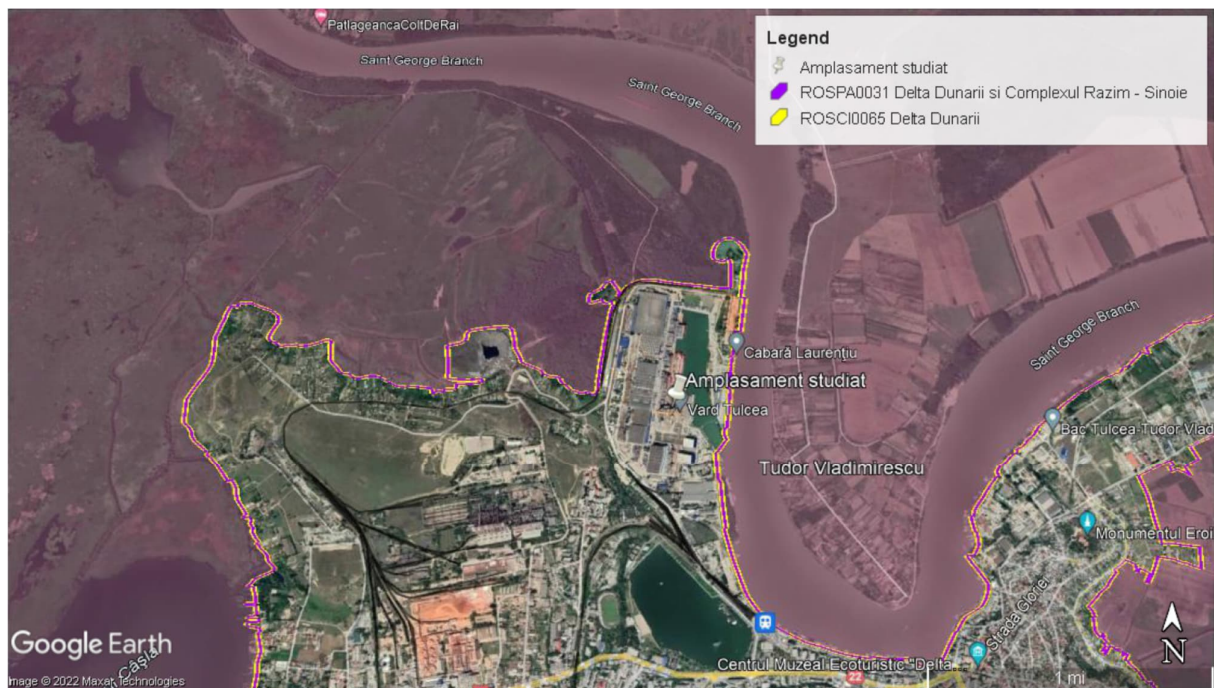 PatlageancaColtDeRai
Saint George Branch
Saint George Branch
Legend
Amplasament studiat
ROSPA0031 Delta Dunarii si Complexul Razim - Sinoie
ROSCI0065 Delta Dunarii
Saint George Branch
Cabară Laurențiu
Amplasament studiat
Vard Tulcea
Bac Tulcea-Tudor Vlad
Tudor Vladimirescu
Monumentul Eroi
Strada Gloriei
Google Earth
Câșla
Centrul Muzeal Ecoturistic "Delta...
22
N
1 mi
Image © 2022 Maxar Technologies